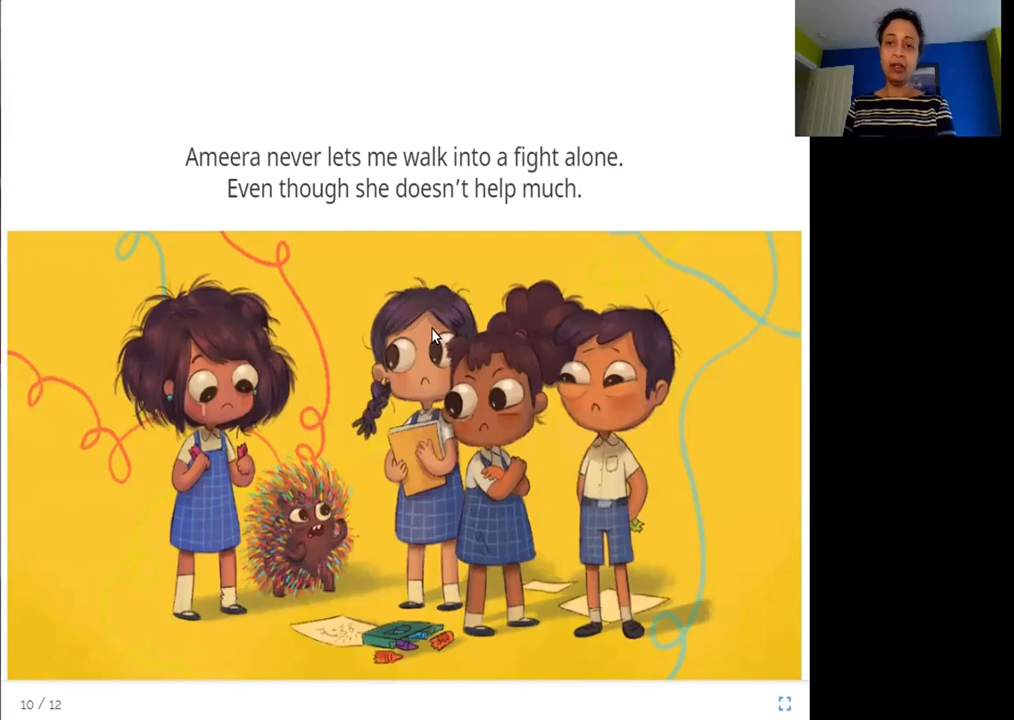 Ameera never lets me walk into a fight alone.
Even though she doesn’t help much.
10 / 12